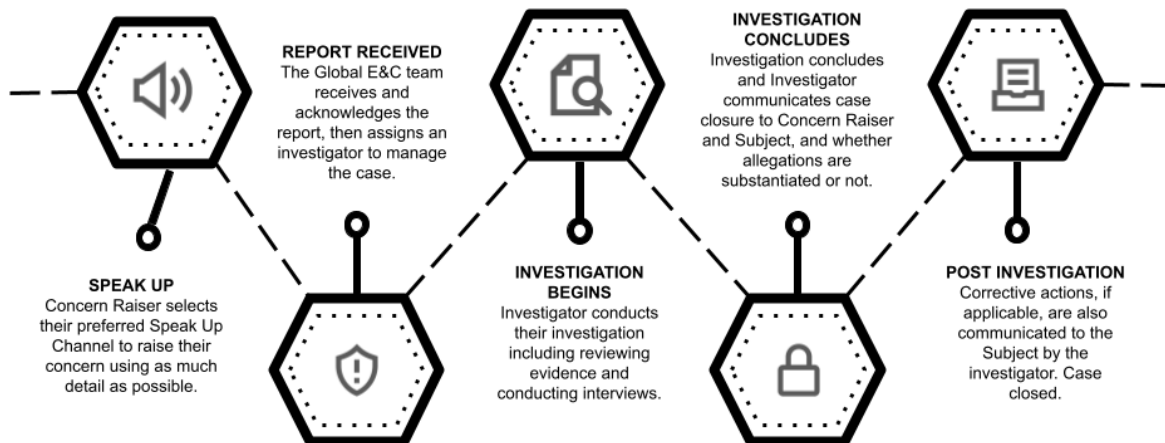 SPEAK UP
Concern Raiser selects
their preferred Speak Up
Channel to raise their
concern using as much
detail as possible.
REPORT RECEIVED
The Global E&C team
receives and
acknowledges the
report, then assigns an
investigator to manage
the case.
INVESTIGATION
BEGINS
Investigator conducts
their investigation
including reviewing
evidence and
conducting interviews.
INVESTIGATION
CONCLUDES
Investigation concludes
and Investigator
communicates case
closure to Concern Raiser
and Subject, and whether
allegations are
substantiated or not.
POST INVESTIGATION
Corrective actions, if
applicable, are also
communicated to the
Subject by the
investigator. Case
closed.